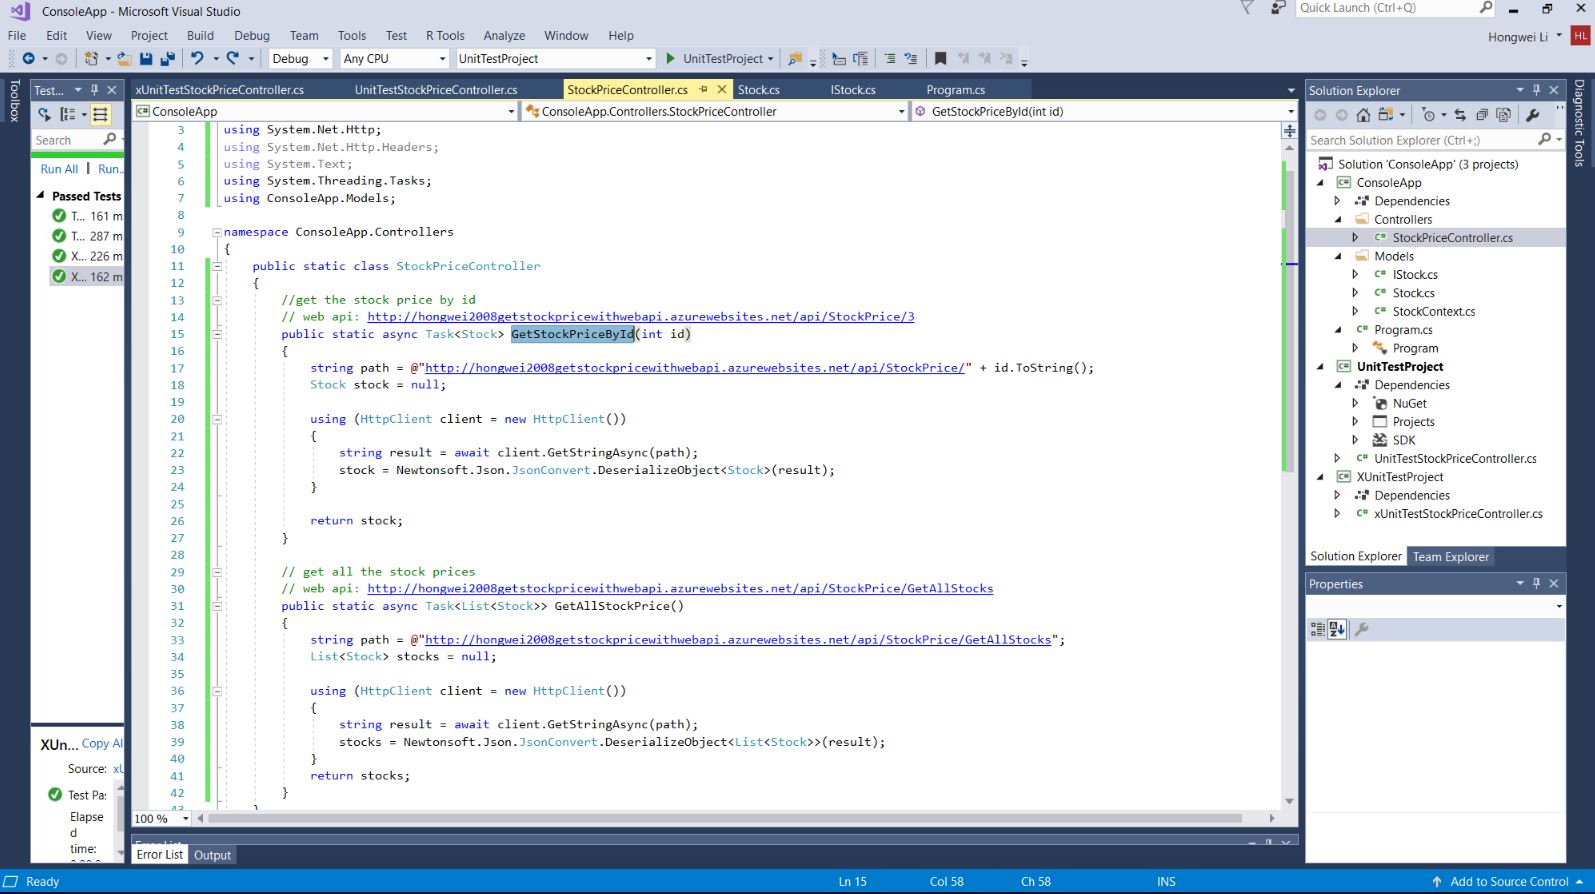 ConsoleApp - Microsoft Visual Studio
Quick Launch (Ctrl+Q)
File Edit View Project Build Debug Team Tools Test R Tools Analyze Window Help
Hongwei Li
HL
Debug Any CPU UnitTestProject UnitTestProject
Toolbox
Test...
Search
Run All | Run..
Passed Tests
T... 161 m
T... 287 m
X... 226 m
X... 162 m
XUn... Copy Al
Source: xU
Test Pas
Elapse
d
time:
xUnitTestStockPriceController.cs UnitTestStockPriceController.cs StockPriceController.cs Stock.cs IStock.cs Program.cs
ConsoleApp ConsoleApp.Controllers.StockPriceController GetStockPriceById(int id)
3 using System.Net.Http;
4 using System.Net.Http.Headers;
5 using System.Text;
6 using System.Threading.Tasks;
7 using ConsoleApp.Models;
8
9 namespace ConsoleApp.Controllers
10 {
11 public static class StockPriceController
12 {
13 //get the stock price by id
14 // web api: http://hongwei2008getstockpricewithwebapi.azurewebsites.net/api/StockPrice/3
15 public static async Task<Stock> GetStockPriceById(int id)
16 {
17 string path = @"http://hongwei2008getstockpricewithwebapi.azurewebsites.net/api/StockPrice/" + id.ToString();
18 Stock stock = null;
19
20 using (HttpClient client = new HttpClient())
21 {
22 string result = await client.GetStringAsync(path);
23 stock = Newtonsoft.Json.JsonConvert.DeserializeObject<Stock>(result);
24 }
25
26 return stock;
27 }
28
29 // get all the stock prices
30 // web api: http://hongwei2008getstockpricewithwebapi.azurewebsites.net/api/StockPrice/GetAllStocks
31 public static async Task<List<Stock>> GetAllStockPrice()
32 {
33 string path = @"http://hongwei2008getstockpricewithwebapi.azurewebsites.net/api/StockPrice/GetAllStocks";
34 List<Stock> stocks = null;
35
36 using (HttpClient client = new HttpClient())
37 {
38 string result = await client.GetStringAsync(path);
39 stocks = Newtonsoft.Json.JsonConvert.DeserializeObject<List<Stock>>(result);
40 }
41 return stocks;
42 }
43 }
100 %
Error List
Error List Output
Solution Explorer
Search Solution Explorer (Ctrl+;)
Solution 'ConsoleApp' (3 projects)
ConsoleApp
Dependencies
Controllers
C# StockPriceController.cs
Models
C# IStock.cs
C# Stock.cs
C# StockContext.cs
C# Program.cs
Program
UnitTestProject
Dependencies
NuGet
Projects
SDK
C# UnitTestStockPriceController.cs
XUnitTestProject
Dependencies
C# xUnitTestStockPriceController.cs
Solution Explorer Team Explorer
Properties
Diagnostic Tools
Ready Ln 15 Col 58 Ch 58 INS Add to Source Control